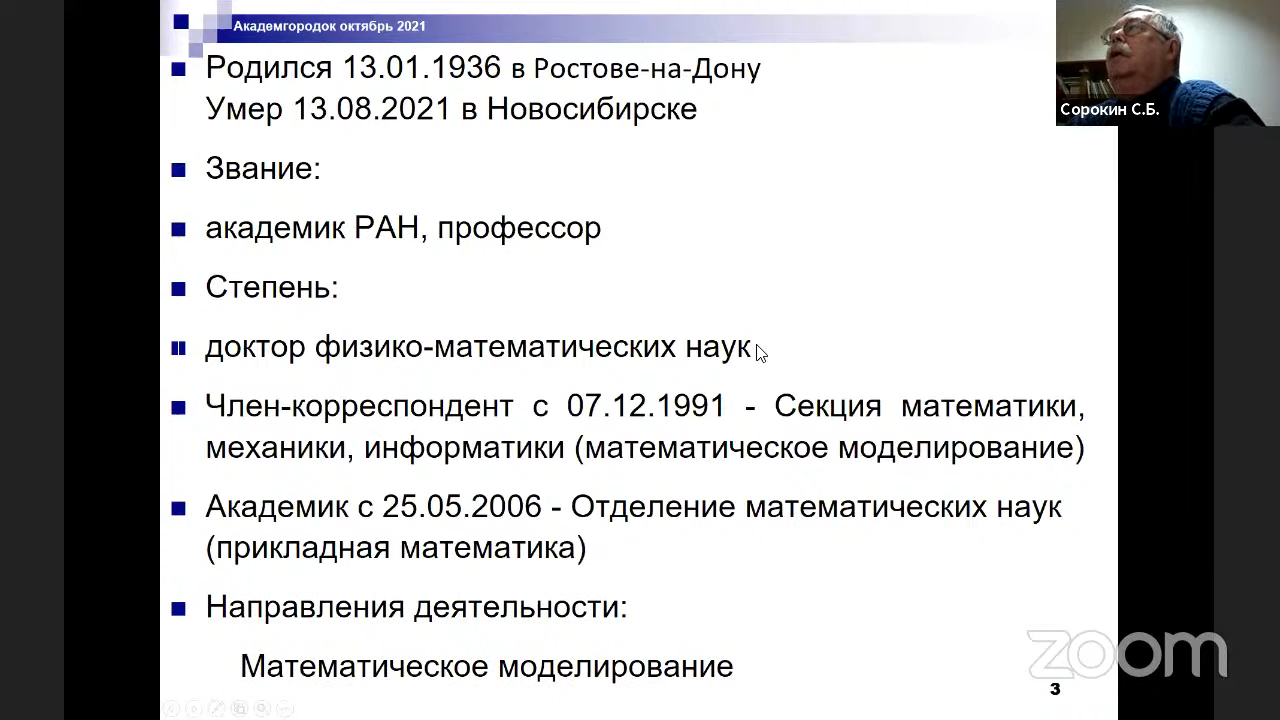 Академгородок октябрь 2021
Родился 13.01.1936 в Ростове-на-Дону
Умер 13.08.2021 в Новосибирске
Сорокин С.Б.
Звание:
академик РАН, профессор
Степень:
доктор физико-математических наук
Член-корреспондент с 07.12.1991 - Секция математики,
механики, информатики (математическое моделирование)
Академик с 25.05.2006 - Отделение математических наук
(прикладная математика)
Направления деятельности:
Математическое моделирование
zoom
3